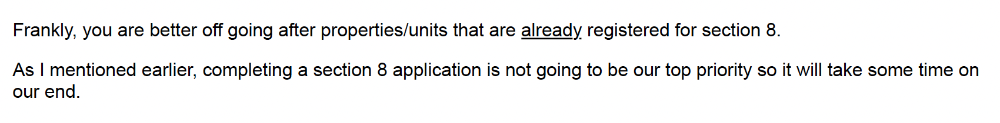 Frankly, you are better off going after properties/units that are already registered for section 8.
As I mentioned earlier, completing a section 8 application is not going to be our top priority so it will take some time on
our end.